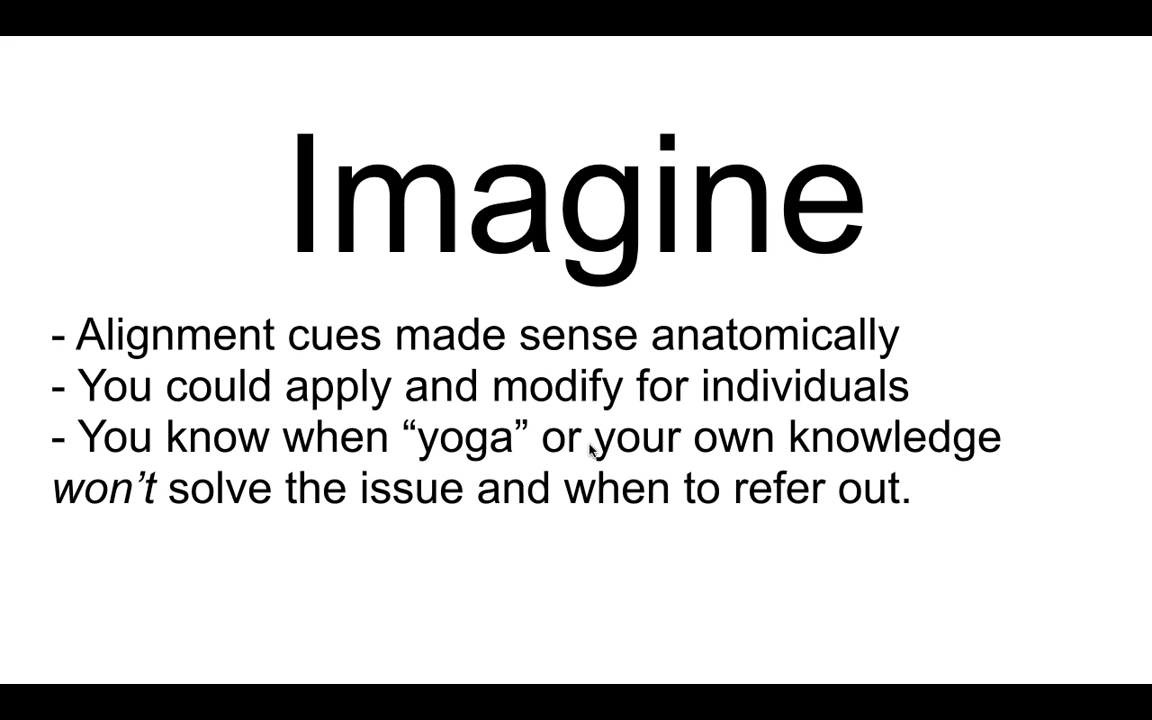 Imagine
- Alignment cues made sense anatomically
- You could apply and modify for individuals
- You know when “yoga” or your own knowledge
won’t solve the issue and when to refer out.